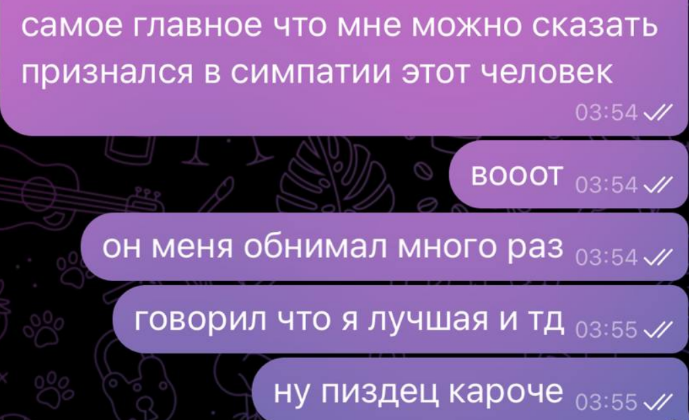 самое главное что мне можно сказать
признался в симпатии этот человек
03:54
вооот 03:54
он меня обнимал много раз 03:54
говорил что я лучшая и тд 03:55
ну пиздец кароче 03:55